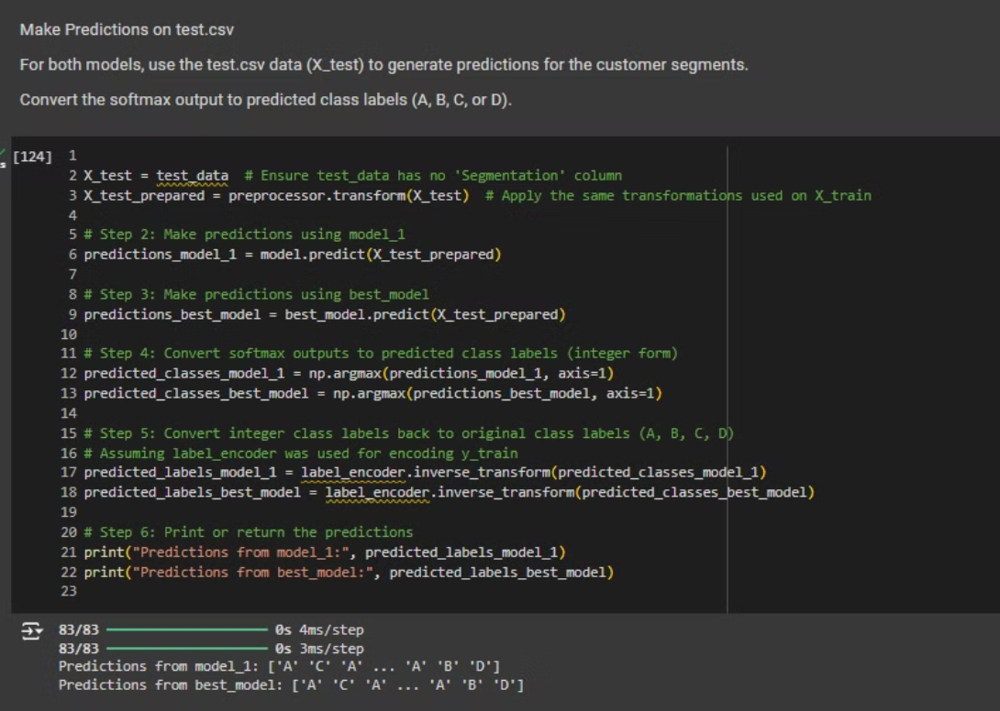 Make Predictions on test.csv
For both models, use the test.csv data (X_test) to generate predictions for the customer segments.
Convert the softmax output to predicted class labels (A, B, C, or D).
[124] 1
2 X_test = test_data  # Ensure test_data has no 'Segmentation' column
3 X_test_prepared = preprocessor.transform(X_test)  # Apply the same transformations used on X_train
4
5 # Step 2: Make predictions using model_1
6 predictions_model_1 = model.predict(X_test_prepared)
7
8 # Step 3: Make predictions using best_model
9 predictions_best_model = best_model.predict(X_test_prepared)
10
11 # Step 4: Convert softmax outputs to predicted class labels (integer form)
12 predicted_classes_model_1 = np.argmax(predictions_model_1, axis=1)
13 predicted_classes_best_model = np.argmax(predictions_best_model, axis=1)
14
15 # Step 5: Convert integer class labels back to original class labels (A, B, C, D)
16 # Assuming label_encoder was used for encoding y_train
17 predicted_labels_model_1 = label_encoder.inverse_transform(predicted_classes_model_1)
18 predicted_labels_best_model = label_encoder.inverse_transform(predicted_classes_best_model)
19
20 # Step 6: Print or return the predictions
21 print("Predictions from model_1:", predicted_labels_model_1)
22 print("Predictions from best_model:", predicted_labels_best_model)
23
83/83 0s 4ms/step
83/83 0s 3ms/step
Predictions from model_1: ['A' 'C' 'A' ... 'A' 'B' 'D']
Predictions from best_model: ['A' 'C' 'A' ... 'A' 'B' 'D']